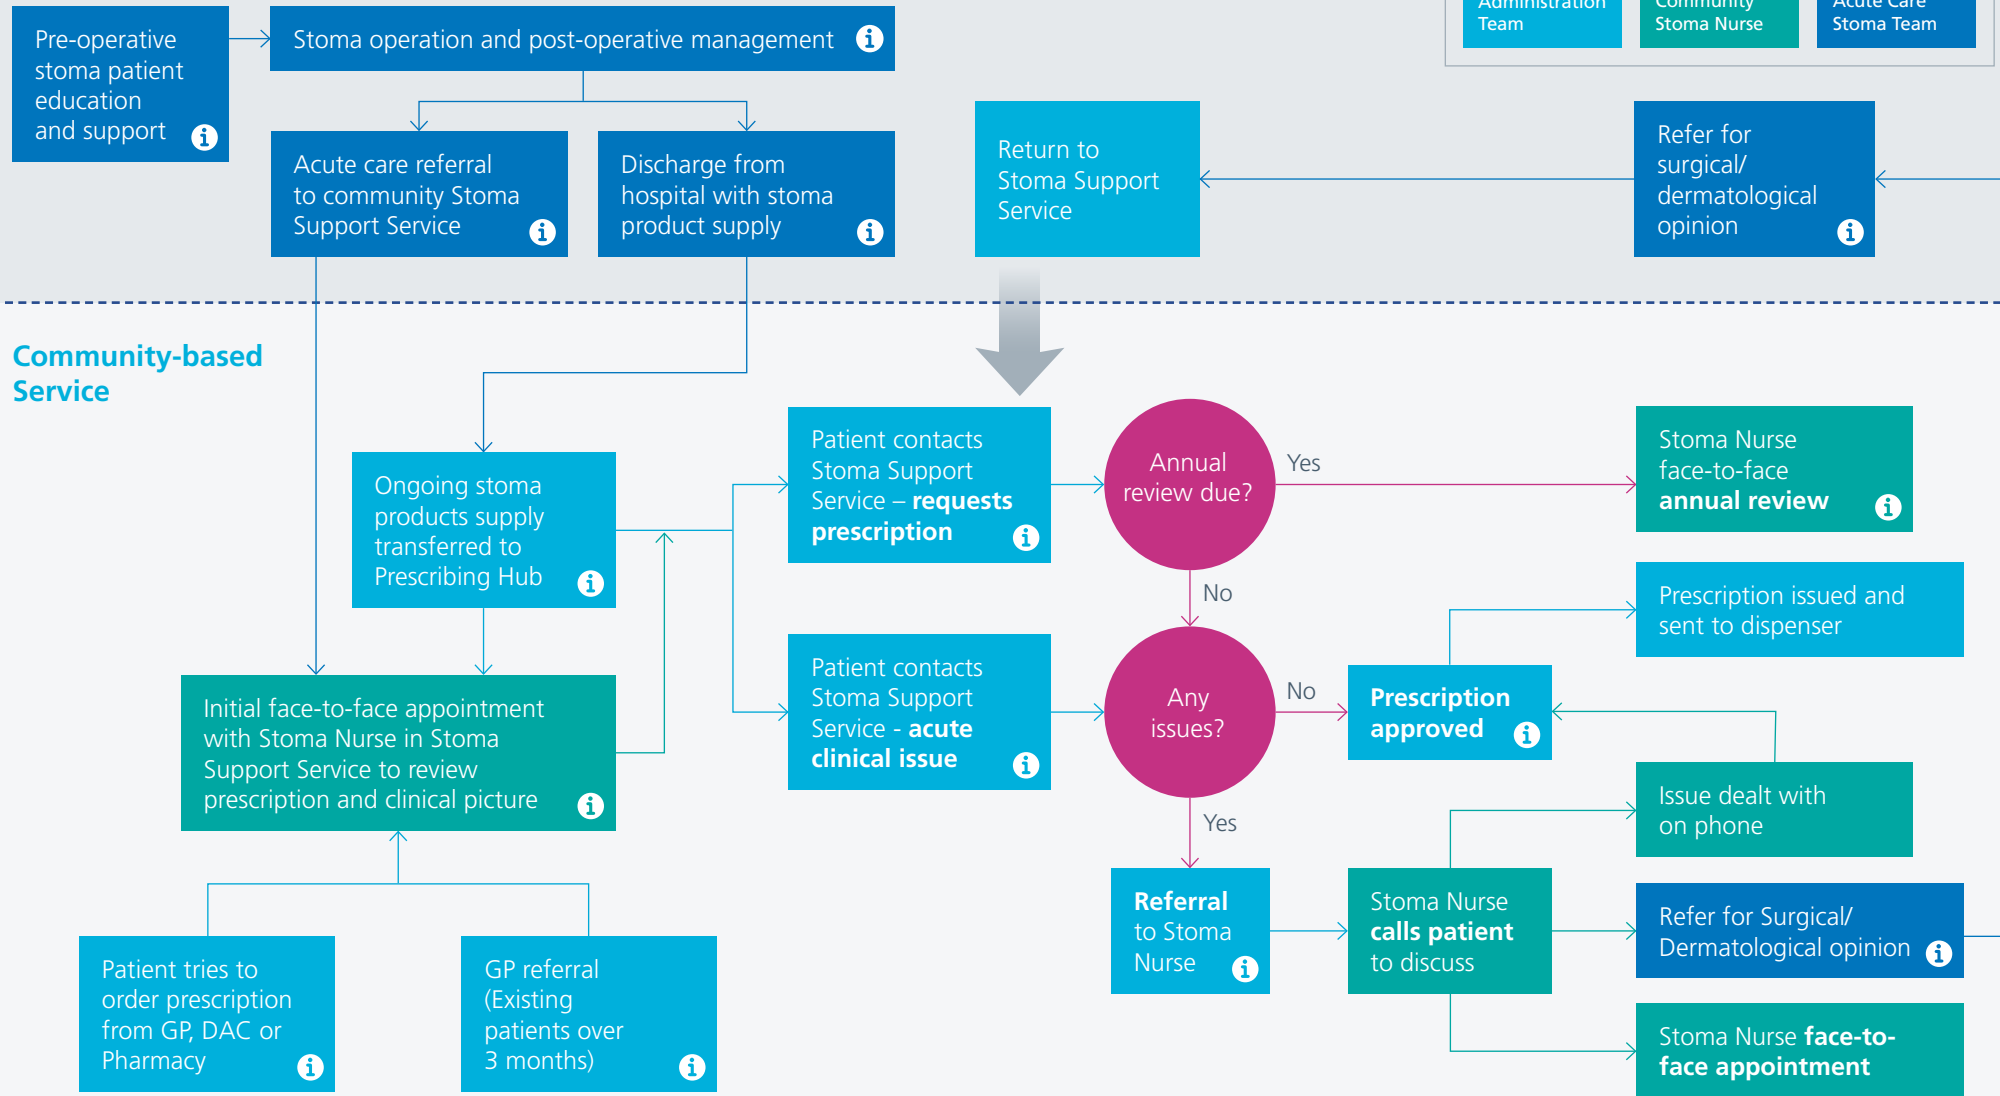 Administration
Team
Community
Stoma Nurse
Acute Care
Stoma Team
Pre-operative
stoma patient
education
and support
Stoma operation and post-operative management
Acute care referral
to community Stoma
Support Service
Discharge from
hospital with stoma
product supply
Return to
Stoma Support
Service
Refer for
surgical/
dermatological
opinion
Community-based
Service
Ongoing stoma
products supply
transferred to
Prescribing Hub
Patient contacts
Stoma Support
Service – requests
prescription
Annual
review due?
Yes
Stoma Nurse
face-to-face
annual review
No
Prescription issued and
sent to dispenser
Initial face-to-face appointment
with Stoma Nurse in Stoma
Support Service to review
prescription and clinical picture
Patient contacts
Stoma Support
Service - acute
clinical issue
Any
issues?
No
Prescription
approved
Yes
Issue dealt with
on phone
Referral
to Stoma
Nurse
Stoma Nurse
calls patient
to discuss
Refer for Surgical/
Dermatological opinion
Stoma Nurse face-to-
face appointment
Patient tries to
order prescription
from GP, DAC or
Pharmacy
GP referral
(Existing
patients over
3 months)